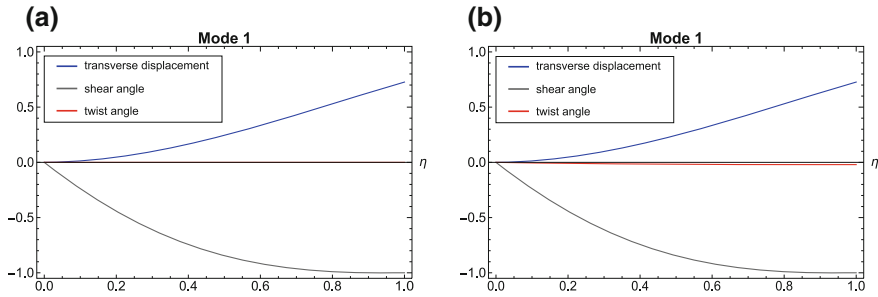 (a)
Mode 1
1.0
transverse displacement
shear angle
0.5
twist angle
0.0
η
−0.5
−1.0
0.0 0.2 0.4 0.6 0.8 1.0
(b)
Mode 1
1.0
transverse displacement
shear angle
0.5
twist angle
0.0
η
−0.5
−1.0
0.0 0.2 0.4 0.6 0.8 1.0